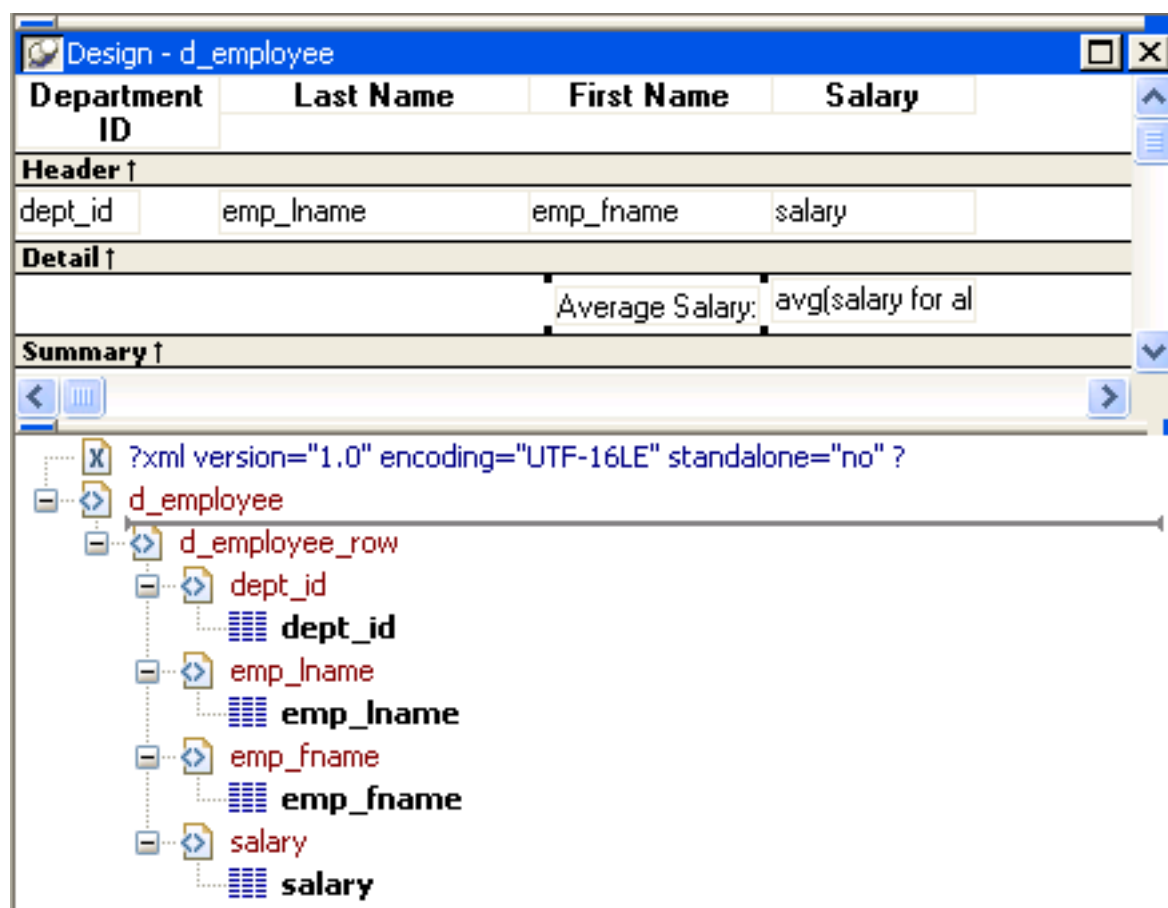 Design - d_employee
Department ID Last Name First Name Salary
Header ↑
dept_id emp_lname emp_fname salary
Detail ↑
Average Salary: avg(salary for al
Summary ↑
?xml version="1.0" encoding="UTF-16LE" standalone="no" ?
d_employee
d_employee_row
dept_id
dept_id
emp_lname
emp_lname
emp_fname
emp_fname
salary
salary